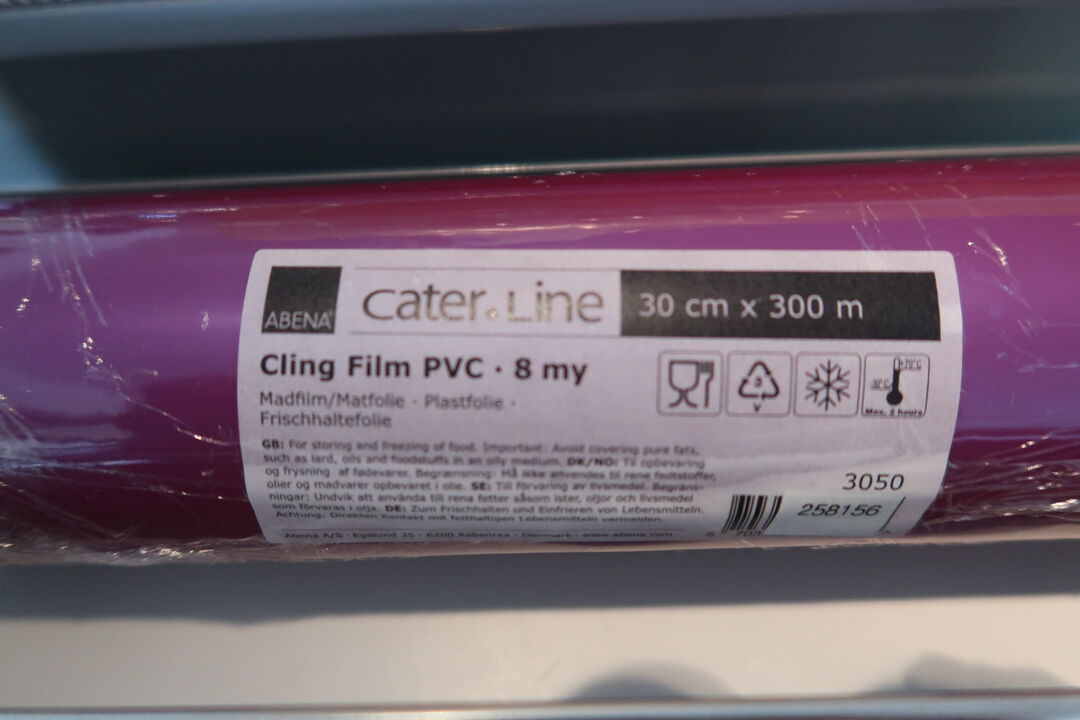 ABENA®
Cater.Line
30 cm x 300 m
Cling Film PVC · 8 my
Madfilm/Matfolie · Plastfolie ·
Frischhaltefolie
+70°C
-30°C
Max. 2 hours
3
V
GB: For storing and freezing of food. Important: Avoid covering pure fats,
such as lard, oils and foodstuffs in an oily medium. DK/NO: Til opbevaring
og frysning af fødevarer. Begrænsning: Må ikke anvendes til rene fedtstoffer,
olier og madvarer opbevaret i olie. SE: Till förvaring av livsmedel. Begräns-
ningar: Undvik att använda till rena fetter såsom ister, oljor och livsmedel
som förvaras i olja. DE: Zum Frischhalten und Einfrieren von Lebensmitteln.
Achtung: Direkten Kontakt mit fetthaltigen Lebensmitteln vermeiden.
Abena A/S · Egelund 35 · 6200 Aabenraa · Denmark · www.abena.com
3050
258156
5 705